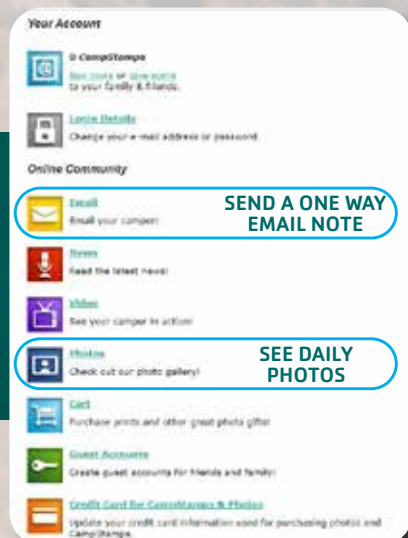 Your Account
0 CampStamps
Buy more or give some
to your family & friends.
Login Details
Change your e-mail address or password.
Online Community
Email
Email your camper!
SEND A ONE WAY
EMAIL NOTE
News
Read the latest news!
Video
See your camper in action!
Photos
Check out our photo gallery!
SEE DAILY
PHOTOS
Cart
Purchase prints and other great photo gifts!
Guest Accounts
Create guest accounts for friends and family!
Credit Card for CampStamps & Photos
Update your credit card information used for purchasing photos and
CampStamps.